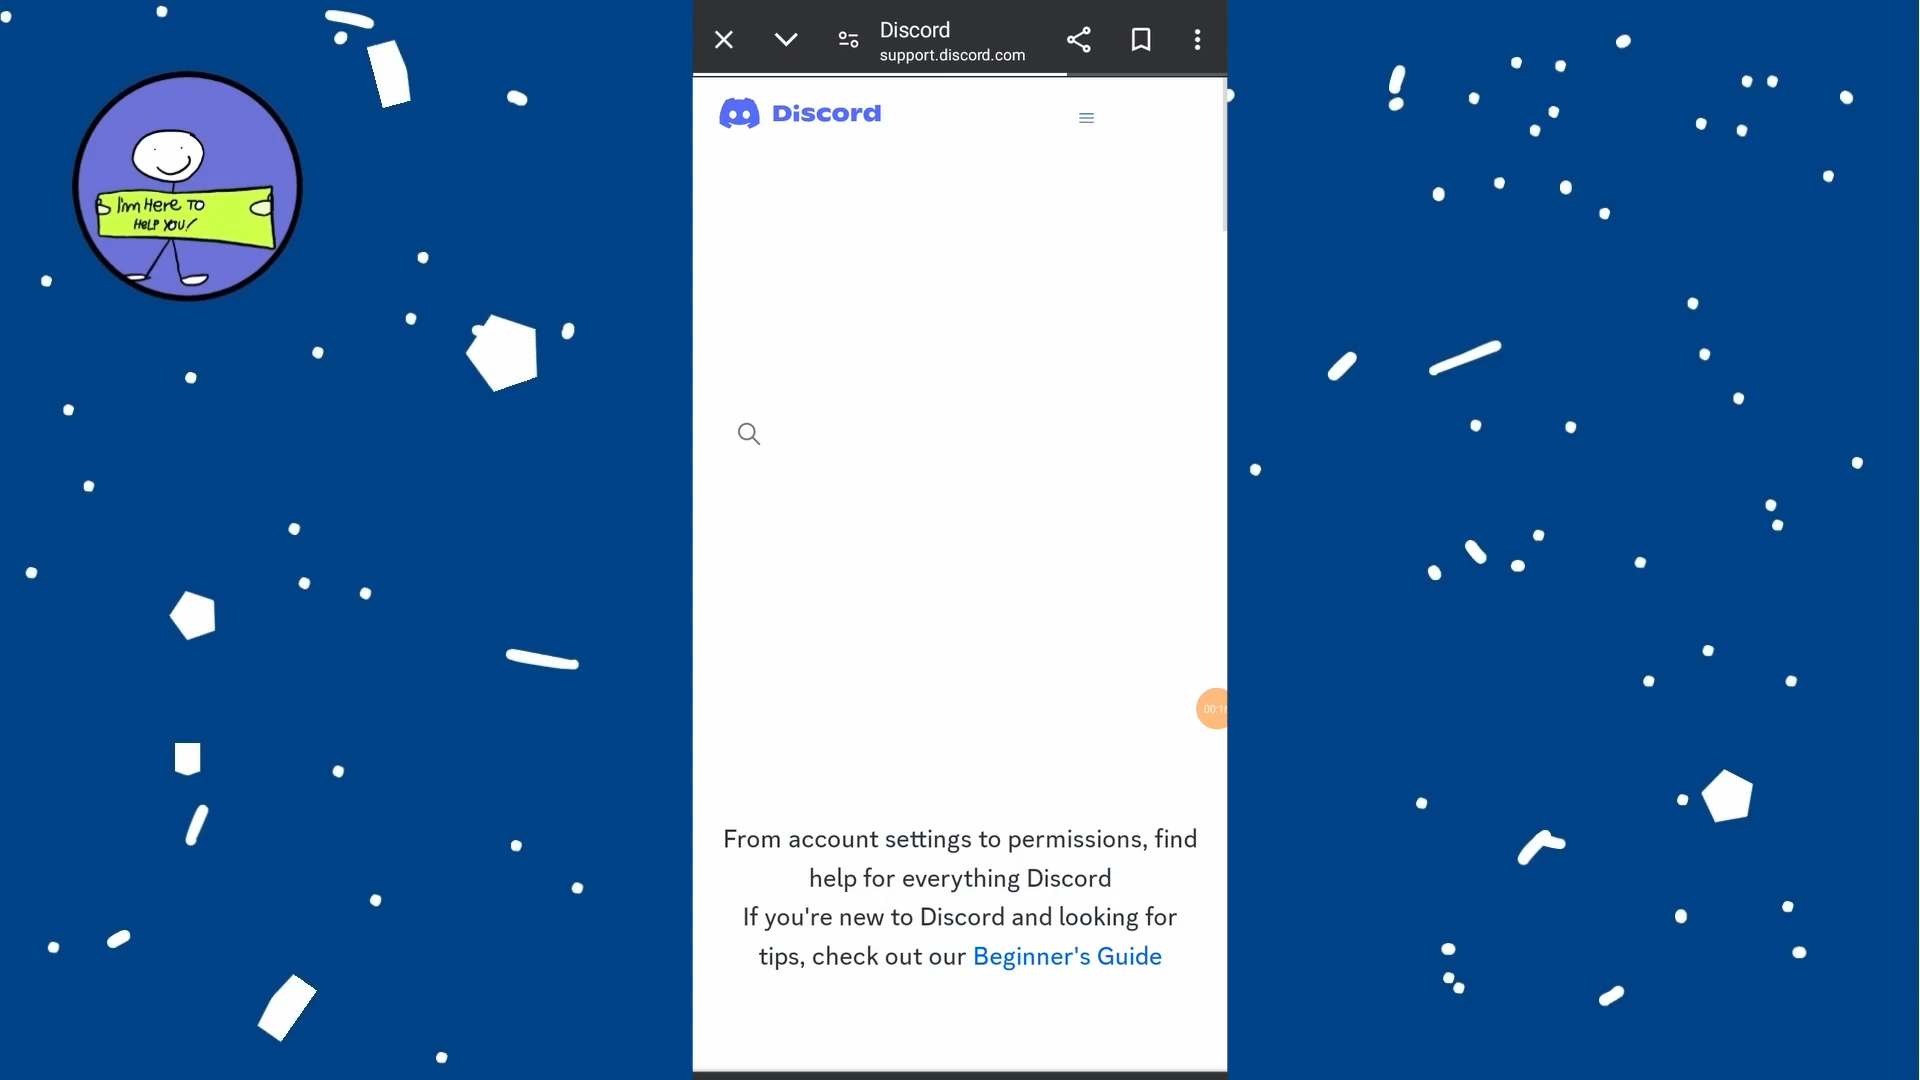 Discord
support.discord.com
Discord
I'm Here To
HELP YOU!
From account settings to permissions, find
help for everything Discord
If you're new to Discord and looking for
tips, check out our Beginner's Guide